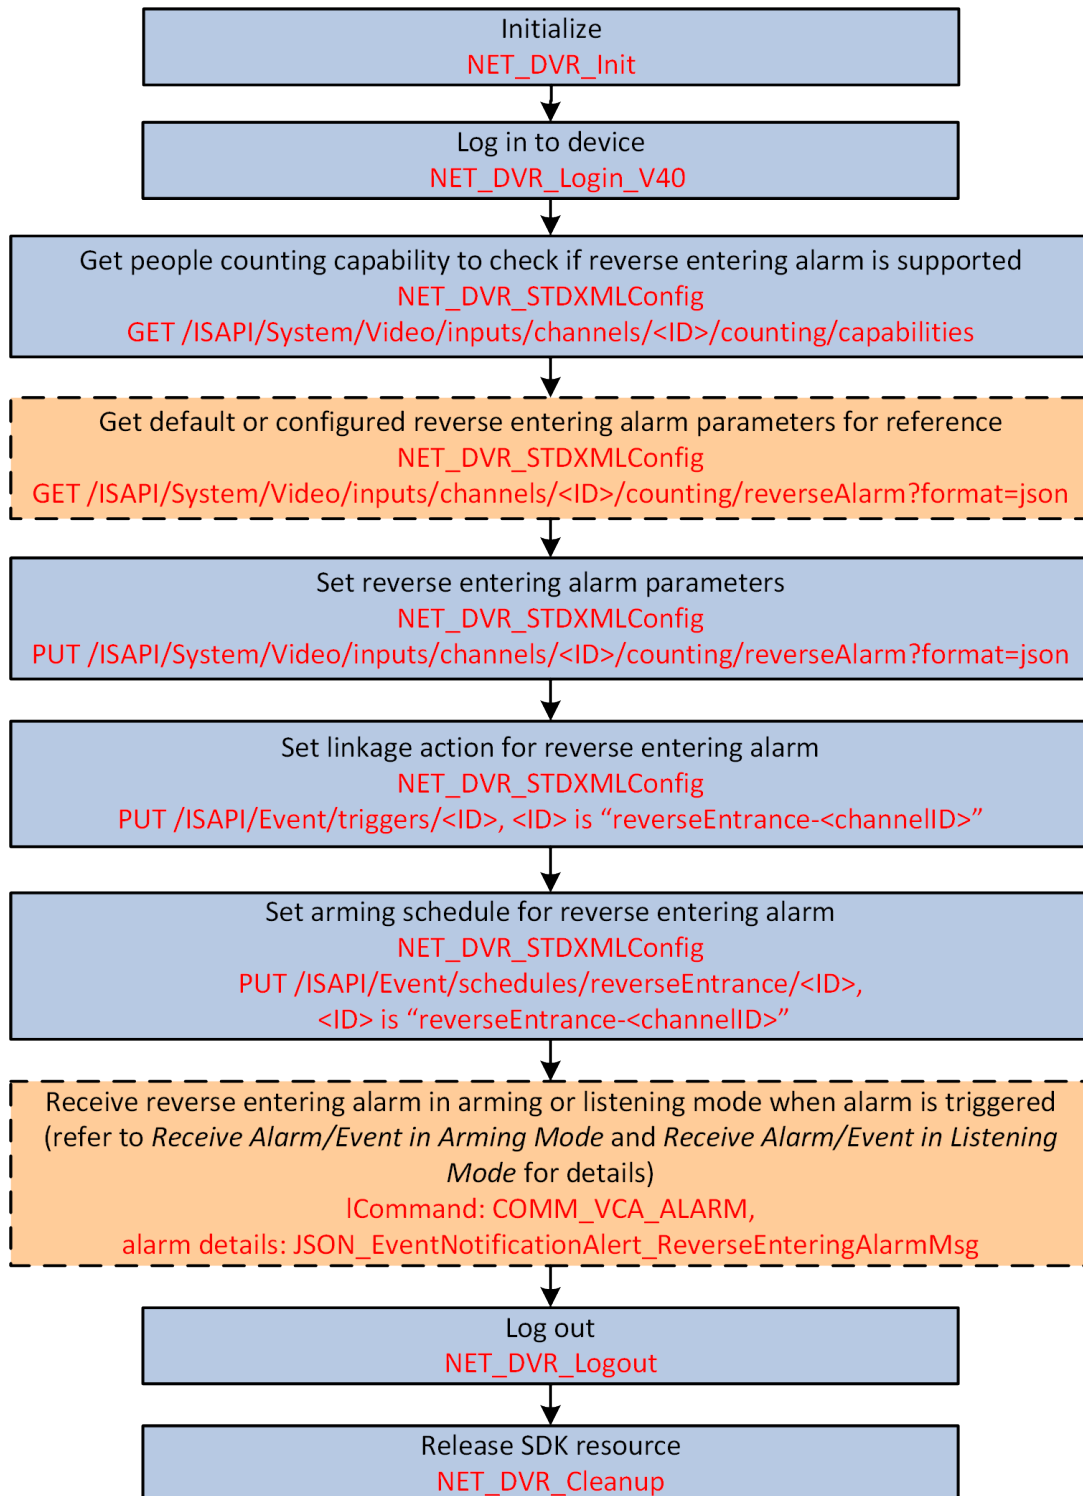 Initialize
NET_DVR_Init
Log in to device
NET_DVR_Login_V40
Get people counting capability to check if reverse entering alarm is supported
NET_DVR_STDXMLConfig
GET /ISAPI/System/Video/inputs/channels/<ID>/counting/capabilities
Get default or configured reverse entering alarm parameters for reference
NET_DVR_STDXMLConfig
GET /ISAPI/System/Video/inputs/channels/<ID>/counting/reverseAlarm?format=json
Set reverse entering alarm parameters
NET_DVR_STDXMLConfig
PUT /ISAPI/System/Video/inputs/channels/<ID>/counting/reverseAlarm?format=json
Set linkage action for reverse entering alarm
NET_DVR_STDXMLConfig
PUT /ISAPI/Event/triggers/<ID>, <ID> is “reverseEntrance-<channelID>”
Set arming schedule for reverse entering alarm
NET_DVR_STDXMLConfig
PUT /ISAPI/Event/schedules/reverseEntrance/<ID>,
<ID> is “reverseEntrance-<channelID>”
Receive reverse entering alarm in arming or listening mode when alarm is triggered
(refer to Receive Alarm/Event in Arming Mode and Receive Alarm/Event in Listening
Mode for details)
lCommand: COMM_VCA_ALARM,
alarm details: JSON_EventNotificationAlert_ReverseEnteringAlarmMsg
Log out
NET_DVR_Logout
Release SDK resource
NET_DVR_Cleanup